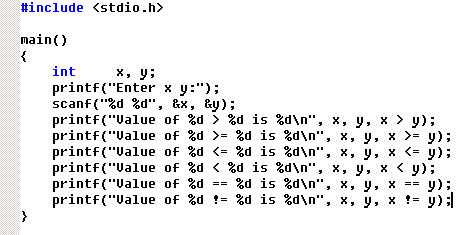 #include <stdio.h>
main()
{
    int     x, y;
    printf("Enter x y:");
    scanf("%d %d", &x, &y);
    printf("Value of %d > %d is %d\n", x, y, x > y);
    printf("Value of %d >= %d is %d\n", x, y, x >= y);
    printf("Value of %d <= %d is %d\n", x, y, x <= y);
    printf("Value of %d < %d is %d\n", x, y, x < y);
    printf("Value of %d == %d is %d\n", x, y, x == y);
    printf("Value of %d != %d is %d\n", x, y, x != y);
}